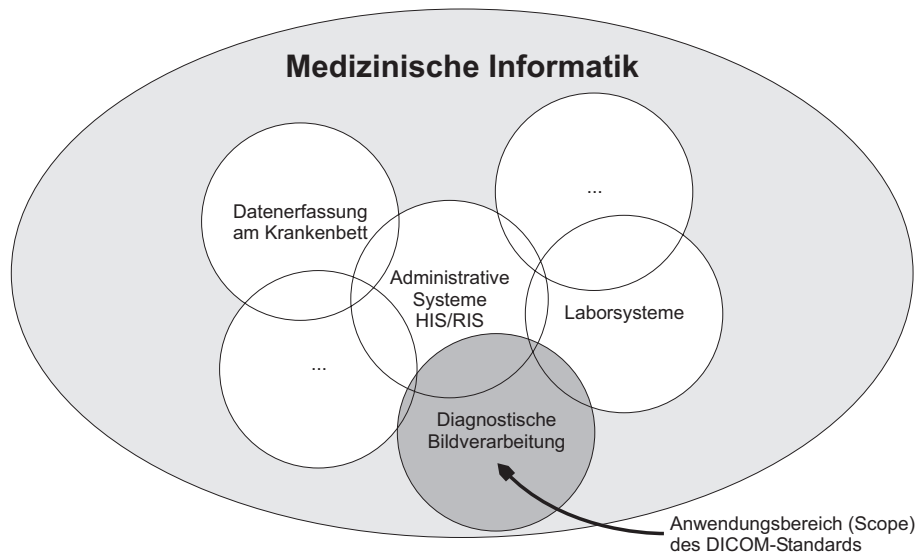 Medizinische Informatik
...
Datenerfassung
am Krankenbett
Administrative
Systeme
HIS/RIS
Laborsysteme
...
Diagnostische
Bildverarbeitung
Anwendungsbereich (Scope)
des DICOM-Standards